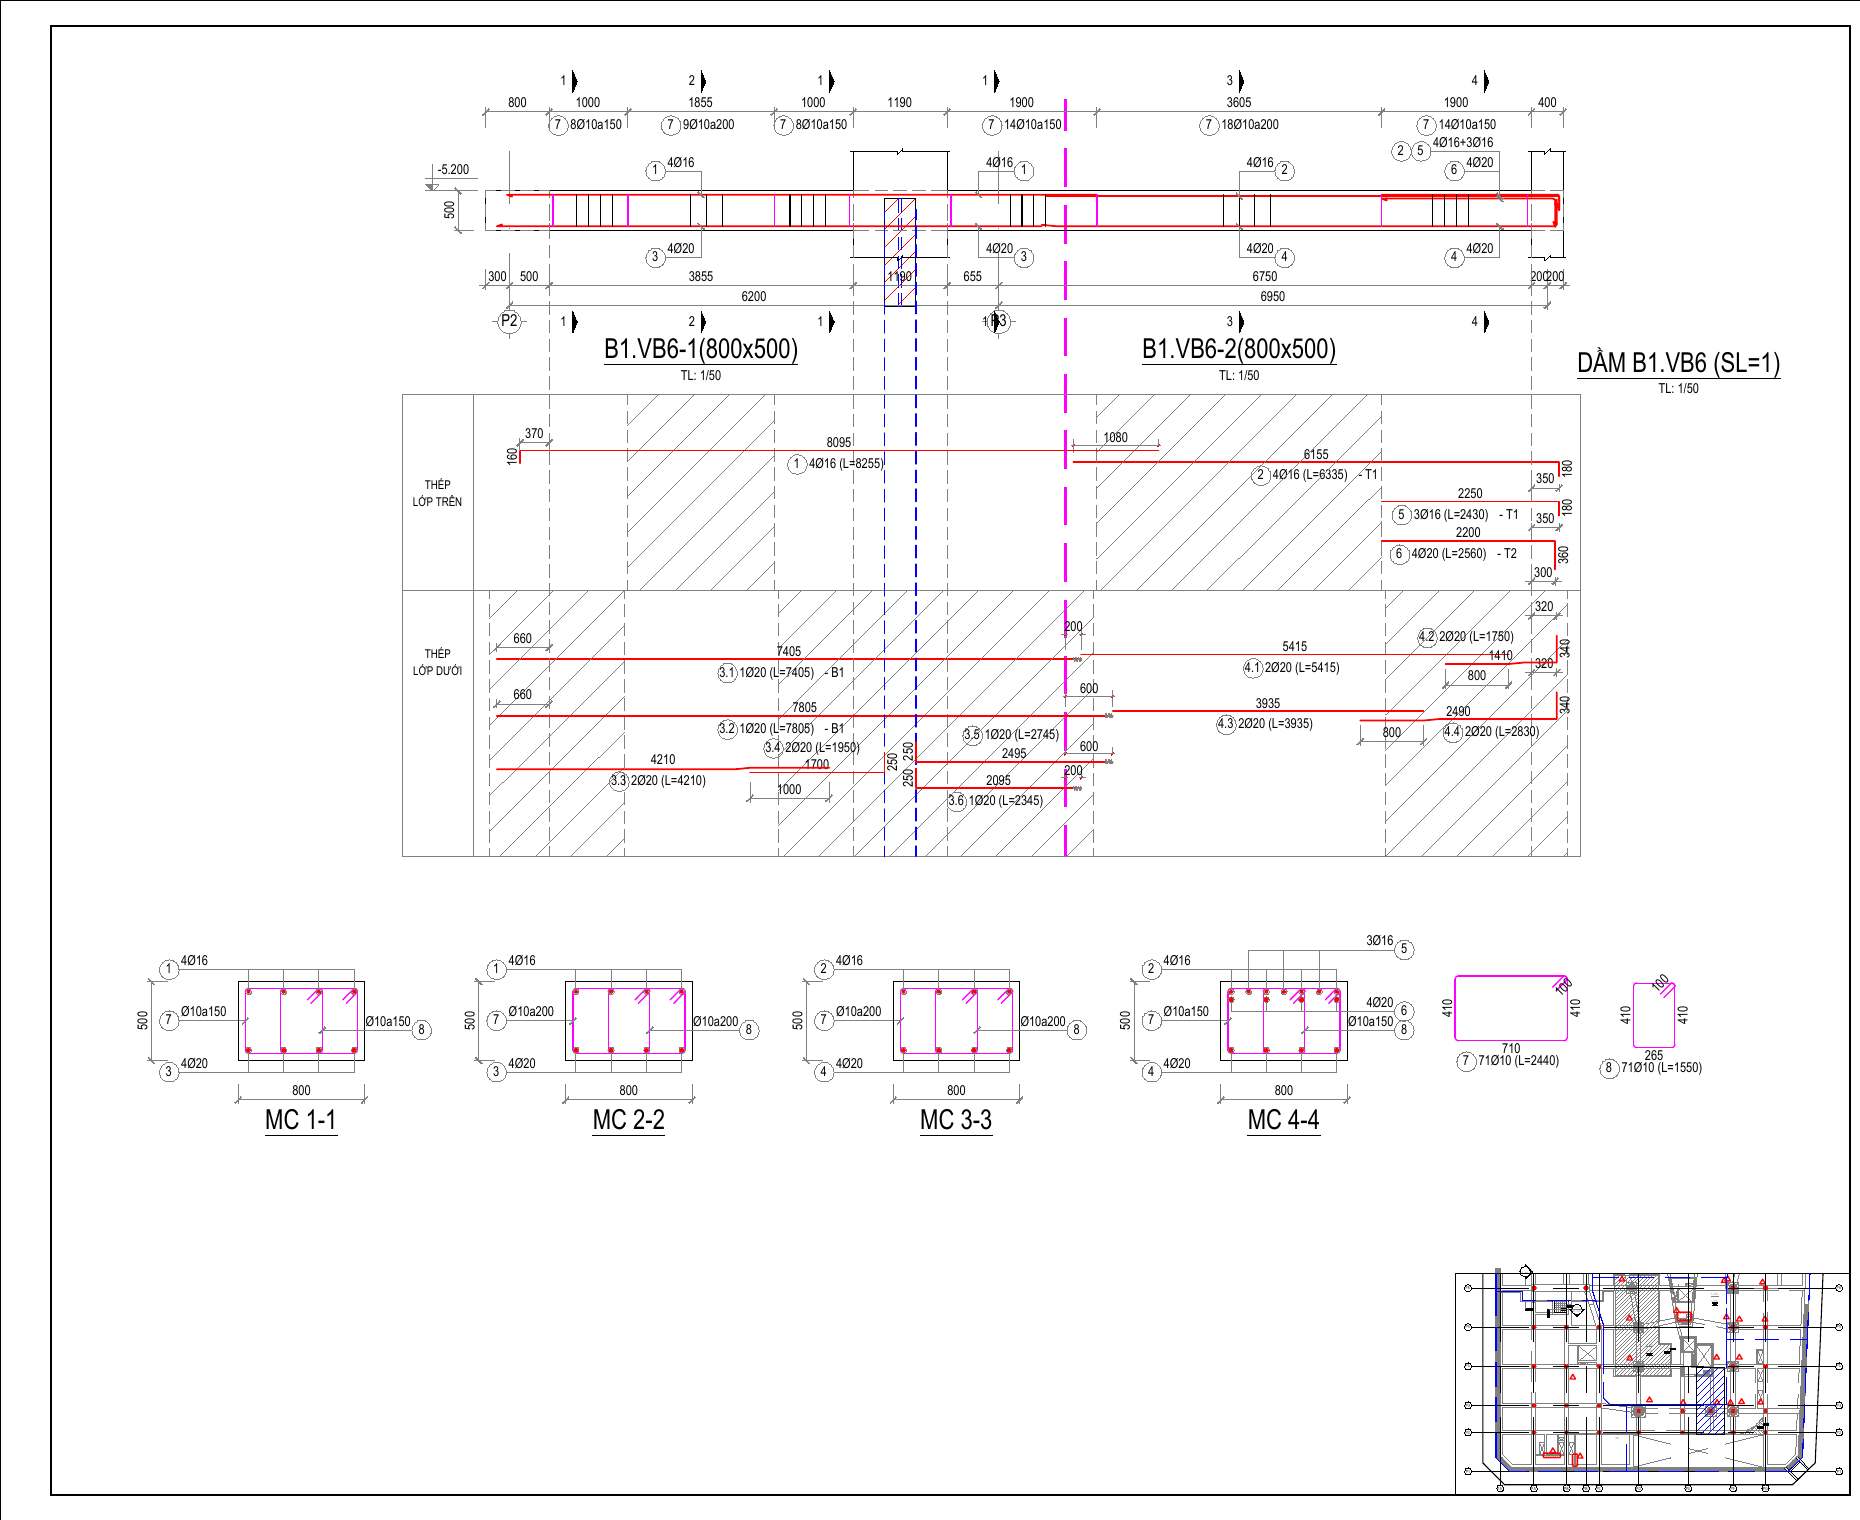 1 2 1 1 3 4
800 1000 1855 1000 1190 1900 3605 1900 400
7 8Ø10a150 7 9Ø10a200 7 8Ø10a150 7 14Ø10a150 7 18Ø10a200 7 14Ø10a150
2 5 4Ø16+3Ø16
-5.200 1 4Ø16 4Ø16 1 4Ø16 2 6 4Ø20
500
3 4Ø20 4Ø20 3 4Ø20 4 4Ø20 4
300 500 3855 1190 655 6750 200 200
6200 6950
P2 1 2 1 1 P3 3 4
B1.VB6-1(800x500) B1.VB6-2(800x500)
TL: 1/50 TL: 1/50
DẦM B1.VB6 (SL=1)
TL: 1/50
THÉP
LỚP TRÊN
370 8095 1080
160 1 4Ø16 (L=8255)
6155 180
2 4Ø16 (L=6335) - T1 350
2250 180
5 3Ø16 (L=2430) - T1 350
2200 360
6 4Ø20 (L=2560) - T2 300
THÉP
LỚP DƯỚI
660 7405 200
3.1 1Ø20 (L=7405) - B1
5415 4.2 2Ø20 (L=1750) 320
4.1 2Ø20 (L=5415) 1410 320 340
800
660 7805 600
3.2 1Ø20 (L=7805) - B1
3935 2490 340
4.3 2Ø20 (L=3935) 800 4.4 2Ø20 (L=2830)
3.4 2Ø20 (L=1950) 3.5 1Ø20 (L=2745)
4210 1700 250 250 2495 600
3.3 2Ø20 (L=4210) 1000 250 2095 200
3.6 1Ø20 (L=2345)
1 4Ø16
500 7 Ø10a150 Ø10a150 8
3 4Ø20
800
MC 1-1
1 4Ø16
500 7 Ø10a200 Ø10a200 8
3 4Ø20
800
MC 2-2
2 4Ø16
500 7 Ø10a200 Ø10a200 8
4 4Ø20
800
MC 3-3
3Ø16 5
2 4Ø16
4Ø20 6
500 7 Ø10a150 Ø10a150 8
4 4Ø20
800
MC 4-4
100
410 410
710
7 71Ø10 (L=2440)
100
410 410
265
8 71Ø10 (L=1550)